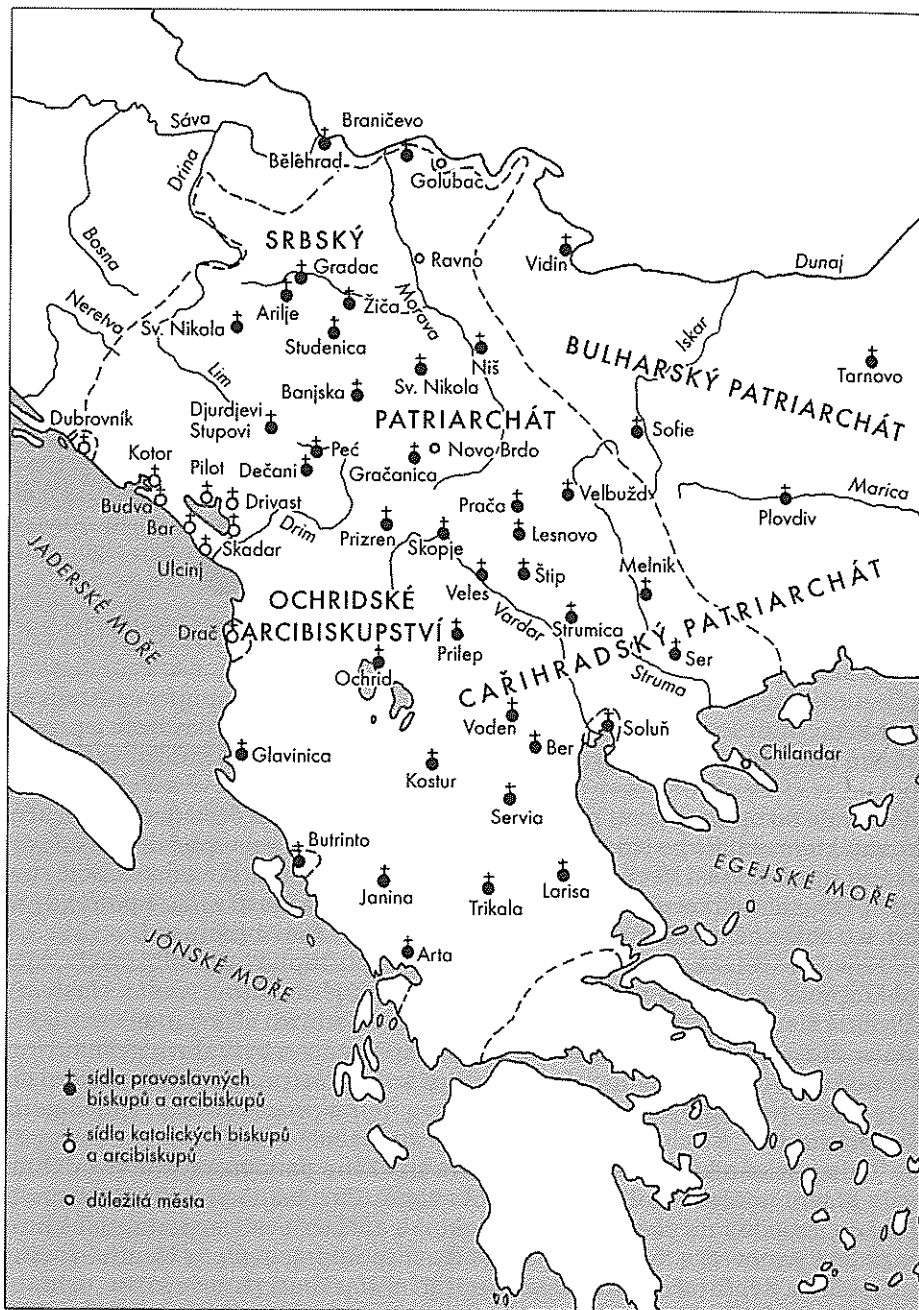 Sáva
Braničevo
Drina
Bělehrad
Golubac
Bosna
SRBSKÝ
Gradac
Ravno
Vidin
Dunaj
Neretva
Arilje
Žiča
Morava
Sv. Nikola
Studenica
Iskar
BULHARSKÝ PATRIARCHÁT
Lim
Niš
Tarnovo
Banjska
Sv. Nikola
Djurdjevi
Stupovi
PATRIARCHÁT
Sofie
Dubrovník
Peć
Novo Brdo
Kotor
Pilot
Dečani
Gračanica
Velbužd
Marica
Budva
Drivast
Prača
Plovdiv
Bar
Drim
Prizren
Lesnovo
Skadar
Skopje
Ulcinj
Melnik
JADERSKÉ MOŘE
Veles
Štip
OCHRIDSKÉ
ARCIBISKUPSTVÍ
Vardar
Strumica
Drač
Prilep
CAŘIHRADSKÝ PATRIARCHÁT
Ser
Ochrid
Struma
Voden
Soluň
Glavinica
Ber
Chilandar
Kostur
Servia
Butrinto
EGEJSKÉ MOŘE
Janina
Trikala
Larisa
JÓNSKÉ MOŘE
Arta
sídla pravoslavných
biskupů a arcibiskupů
sídla katolických biskupů
a arcibiskupů
důležitá města